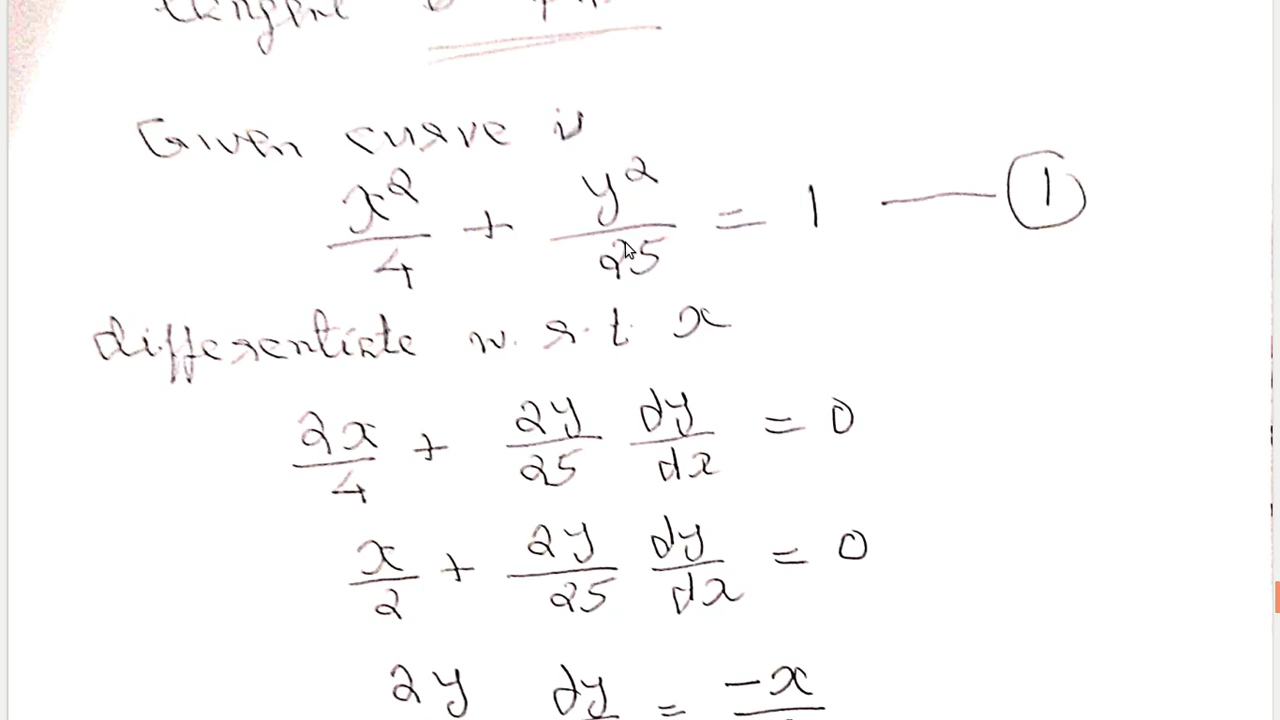 Given curve is
x²/4 + y²/25 = 1 —— ①
differentiate w.r.t. x
2x/4 + 2y/25 dy/dx = 0
x/2 + 2y/25 dy/dx = 0
2y dy = -x